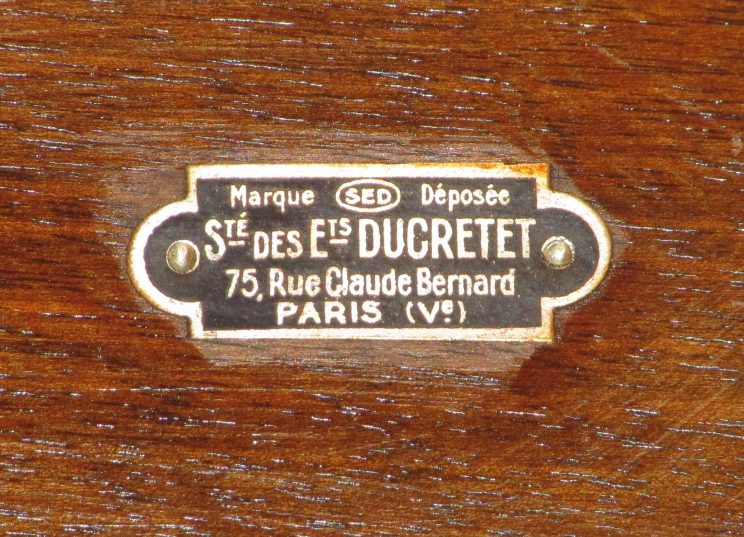 Marque SED Déposée
Sté DES Ets DUCRETET
75, Rue Claude Bernard
PARIS (Ve)